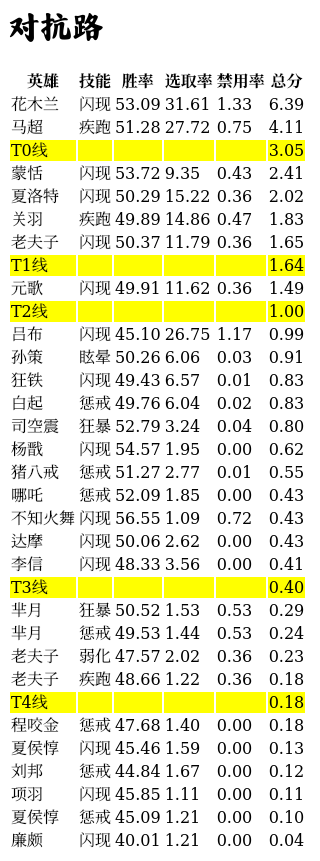 对抗路
英雄 技能 胜率 选取率 禁用率 总分
花木兰 闪现 53.09 31.61 1.33 6.39
马超 疾跑 51.28 27.72 0.75 4.11
T0线 3.05
蒙恬 闪现 53.72 9.35 0.43 2.41
夏洛特 闪现 50.29 15.22 0.36 2.02
关羽 疾跑 49.89 14.86 0.47 1.83
老夫子 闪现 50.37 11.79 0.36 1.65
T1线 1.64
元歌 闪现 49.91 11.62 0.36 1.49
T2线 1.00
吕布 闪现 45.10 26.75 1.17 0.99
孙策 眩晕 50.26 6.06 0.03 0.91
狂铁 闪现 49.43 6.57 0.01 0.83
白起 惩戒 49.76 6.04 0.02 0.83
司空震 狂暴 52.79 3.24 0.04 0.80
杨戬 闪现 54.57 1.95 0.00 0.62
猪八戒 惩戒 51.27 2.77 0.01 0.55
哪吒 惩戒 52.09 1.85 0.00 0.43
不知火舞 闪现 56.55 1.09 0.72 0.43
达摩 闪现 50.06 2.62 0.00 0.43
李信 闪现 48.33 3.56 0.00 0.41
T3线 0.40
芈月 狂暴 50.52 1.53 0.53 0.29
芈月 惩戒 49.53 1.44 0.53 0.24
老夫子 弱化 47.57 2.02 0.36 0.23
老夫子 疾跑 48.66 1.22 0.36 0.18
T4线 0.18
程咬金 惩戒 47.68 1.40 0.00 0.18
夏侯惇 闪现 45.46 1.59 0.00 0.13
刘邦 惩戒 44.84 1.67 0.00 0.12
项羽 闪现 45.85 1.11 0.00 0.11
夏侯惇 惩戒 45.09 1.21 0.00 0.10
廉颇 闪现 40.01 1.21 0.00 0.04